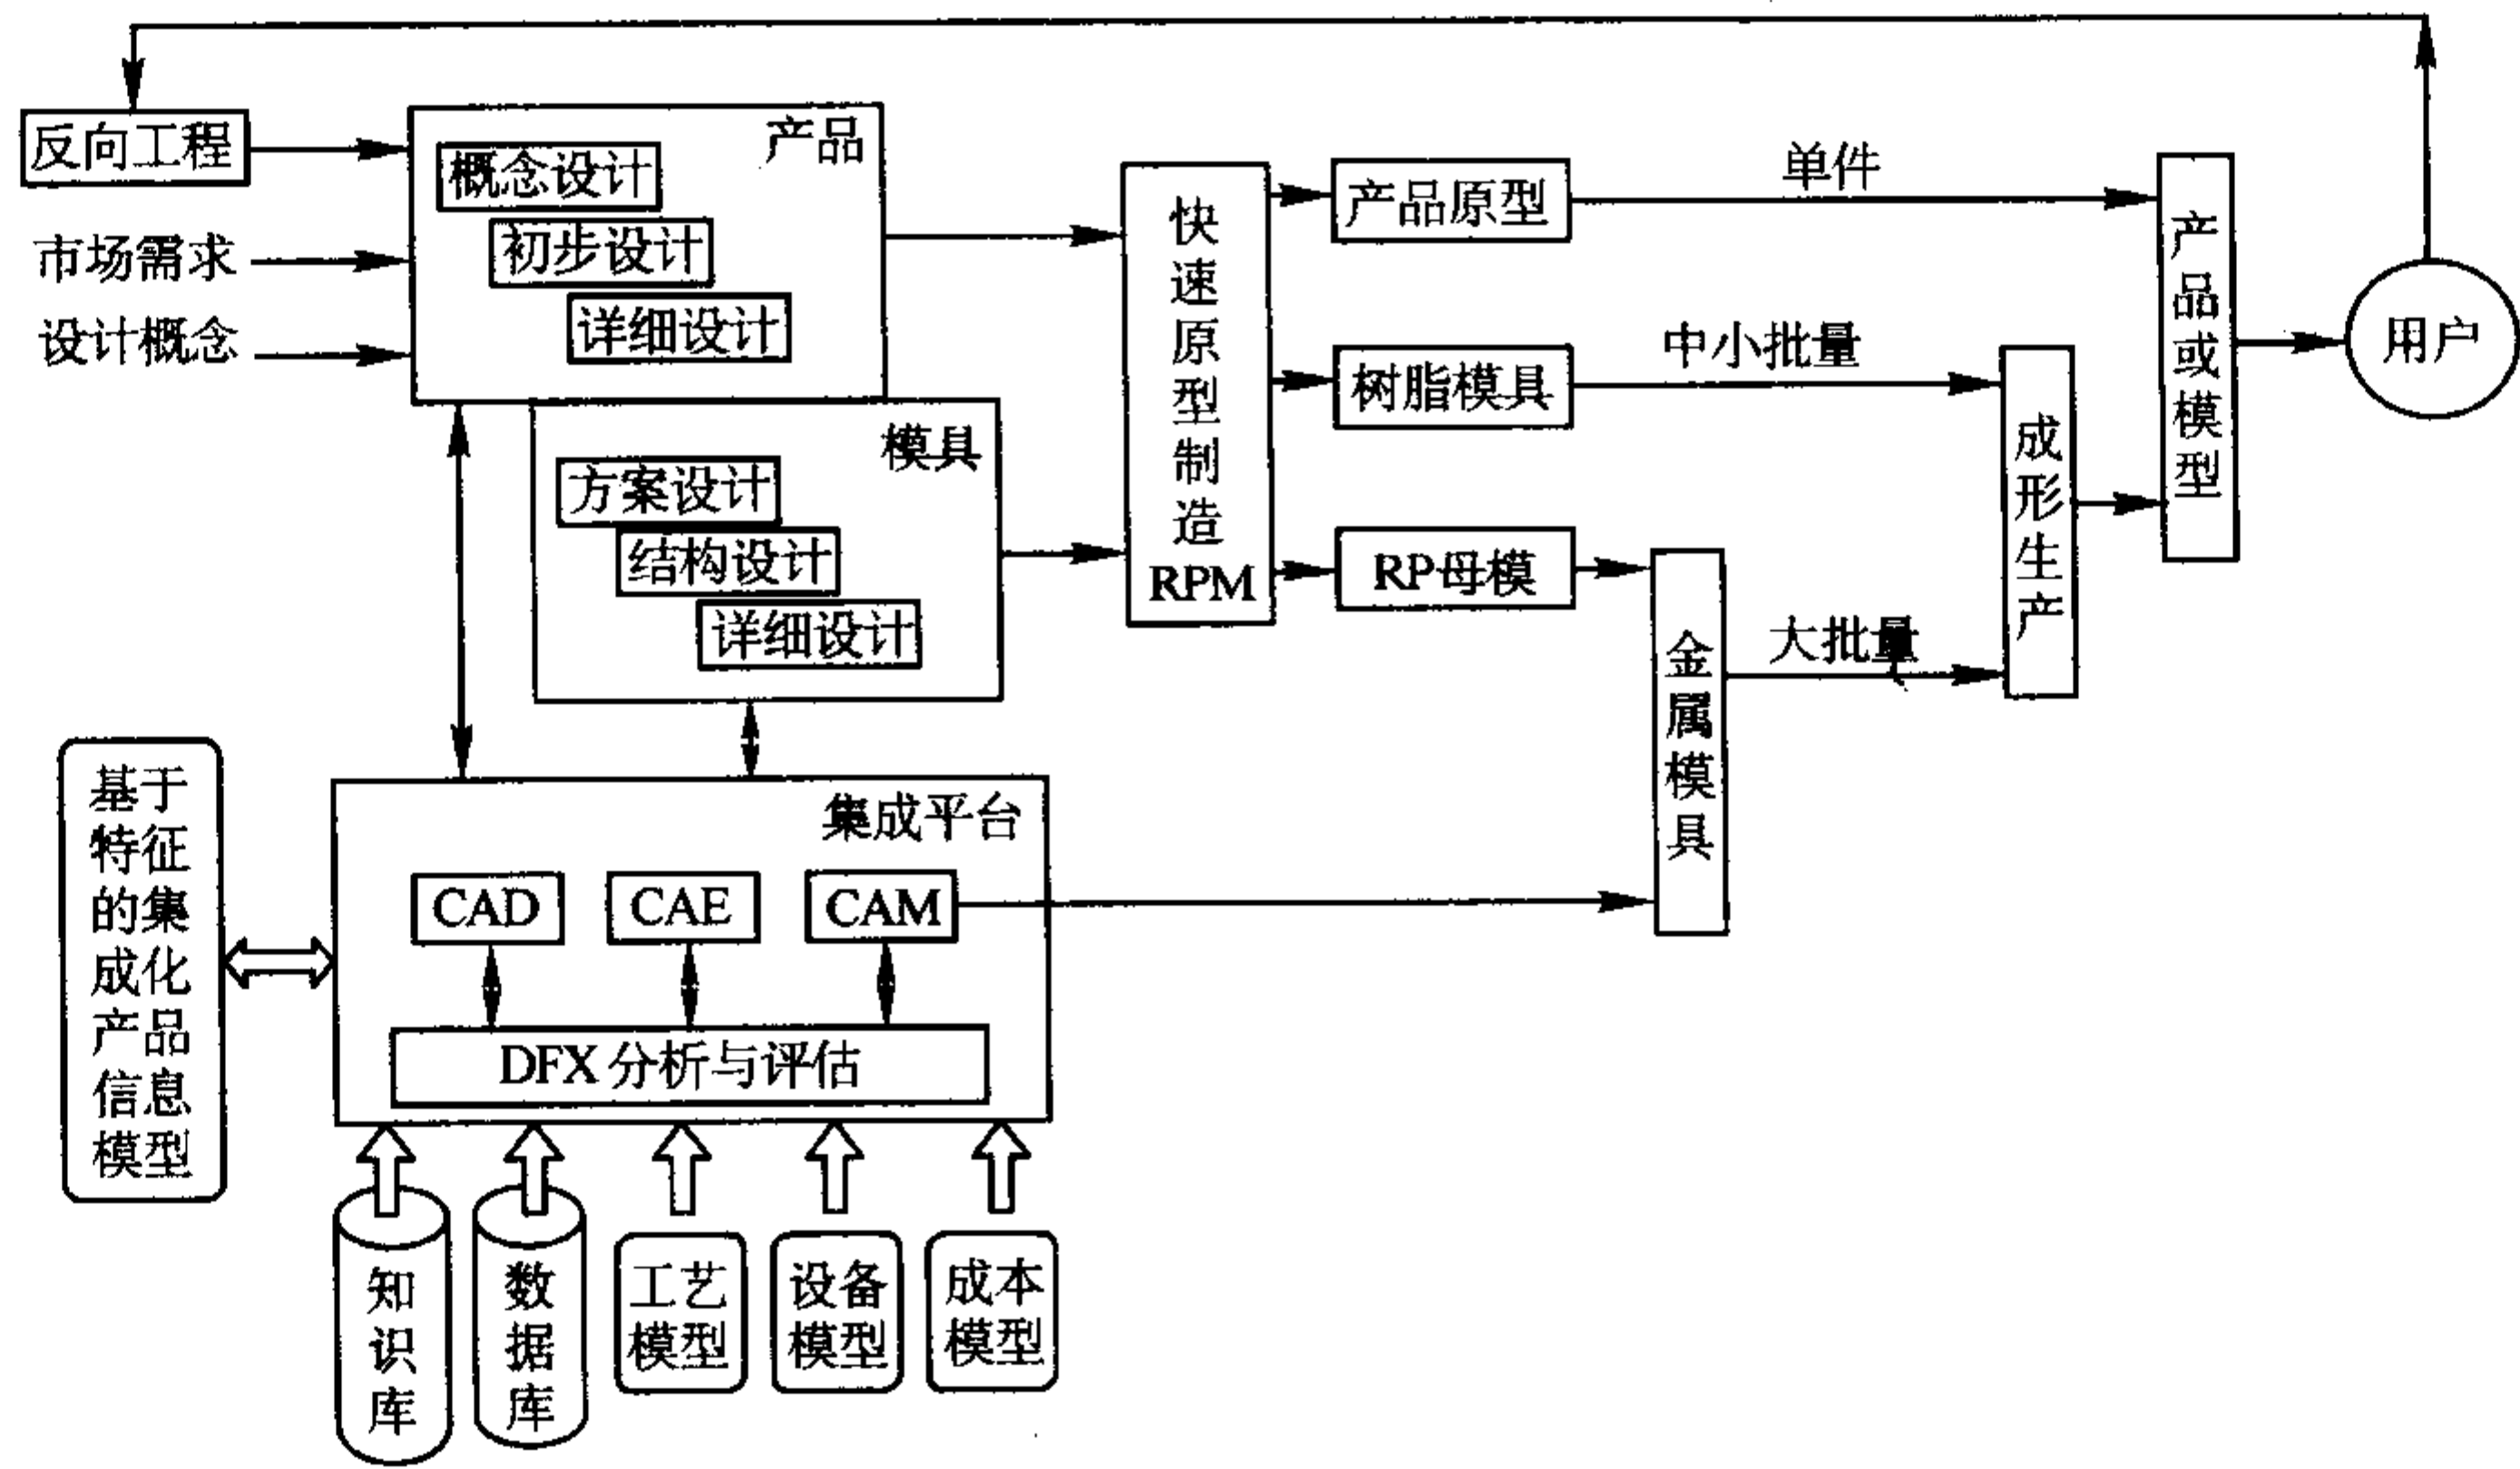 反向工程
市场需求
设计概念
产品
概念设计
初步设计
详细设计
模具
方案设计
结构设计
详细设计
快速原型制造
RPM
产品原型
单件
树脂模具
中小批量
RP母模
金属模具
大批量
成形生产
产品或模型
用户
基于
特征
的集
成化
产品
信息
模型
集成平台
CAD
CAE
CAM
DFX 分析与评估
知识库
数据库
工艺
模型
设备
模型
成本
模型